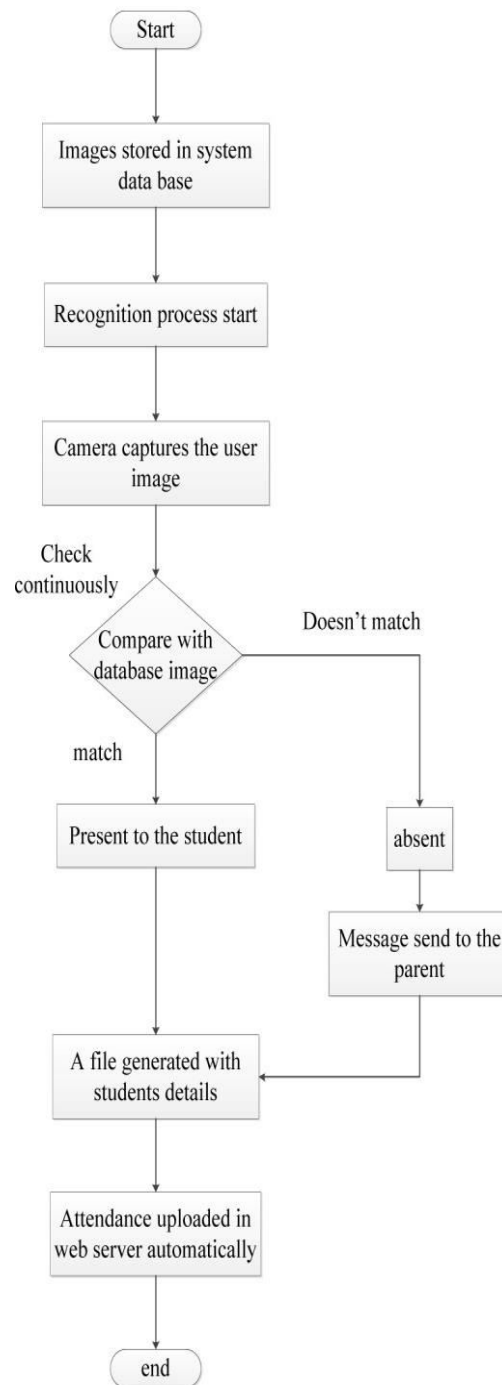 Start
Images stored in system
data base
Recognition process start
Camera captures the user
image
Check
continuously
Compare with
database image
Doesn't match
match
Present to the student
absent
Message send to the
parent
A file generated with
students details
Attendance uploaded in
web server automatically
end